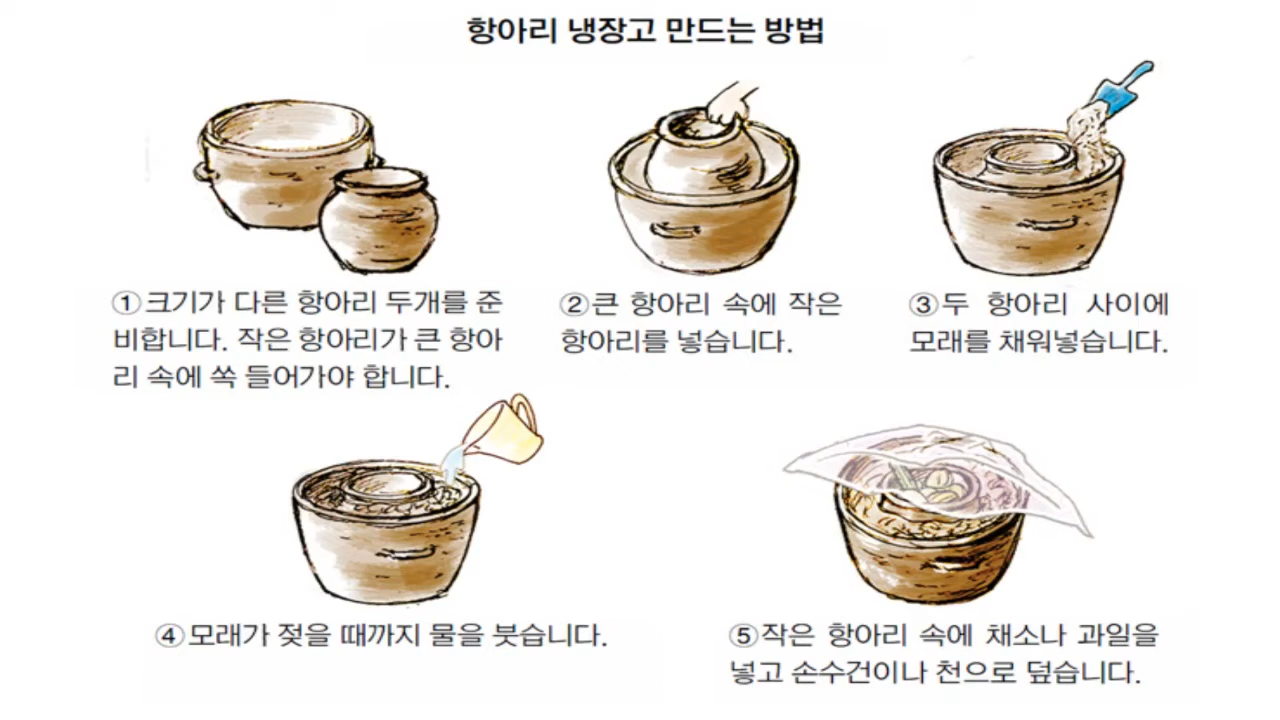 항아리 냉장고 만드는 방법
①크기가 다른 항아리 두개를 준
비합니다. 작은 항아리가 큰 항아
리 속에 쏙 들어가야 합니다.
②큰 항아리 속에 작은
항아리를 넣습니다.
③두 항아리 사이에
모래를 채워넣습니다.
④모래가 젖을 때까지 물을 붓습니다.
⑤작은 항아리 속에 채소나 과일을
넣고 손수건이나 천으로 덮습니다.